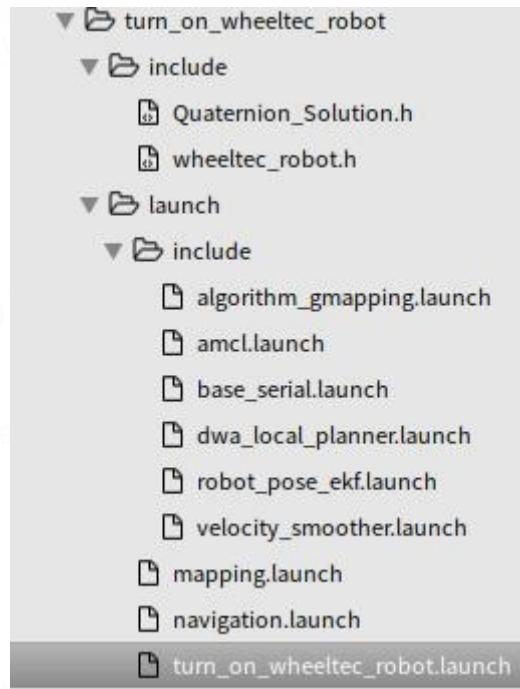 turn_on_wheeltec_robot
include
Quaternion_Solution.h
wheeltec_robot.h
launch
include
algorithm_gmapping.launch
amcl.launch
base_serial.launch
dwa_local_planner.launch
robot_pose_ekf.launch
velocity_smoother.launch
mapping.launch
navigation.launch
turn_on_wheeltec_robot.launch